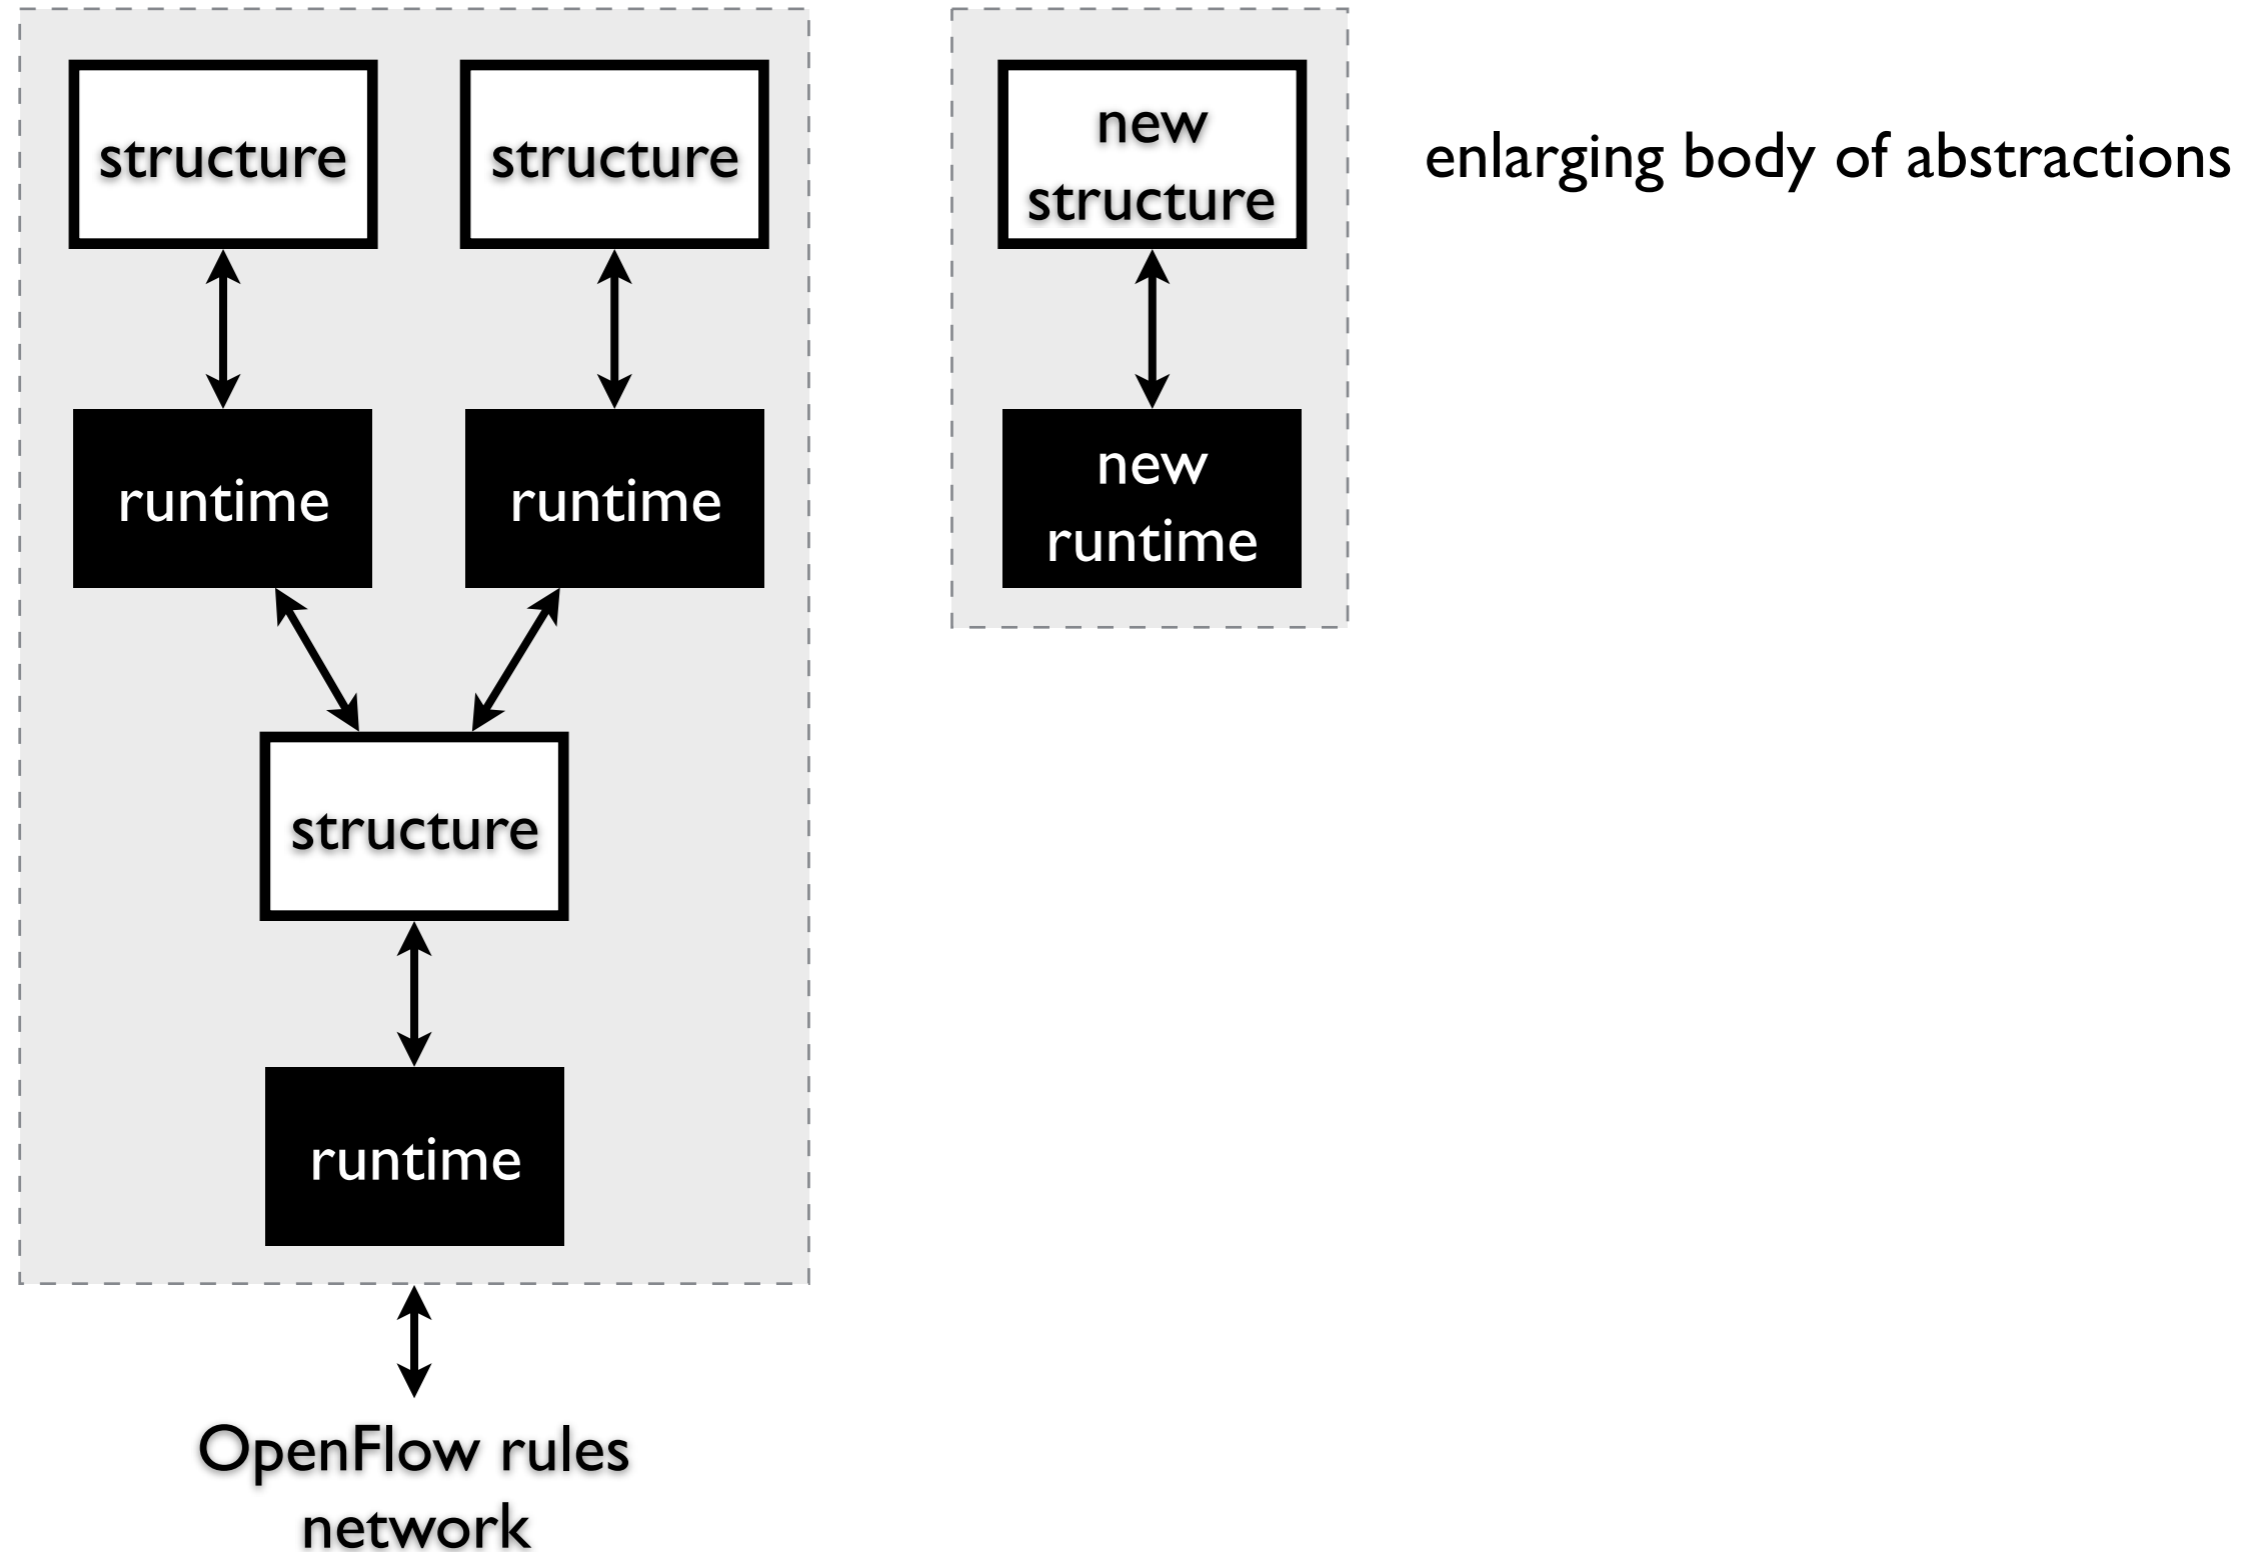 structure
structure
new
structure
enlarging body of abstractions
runtime
runtime
new
runtime
structure
runtime
OpenFlow rules
network